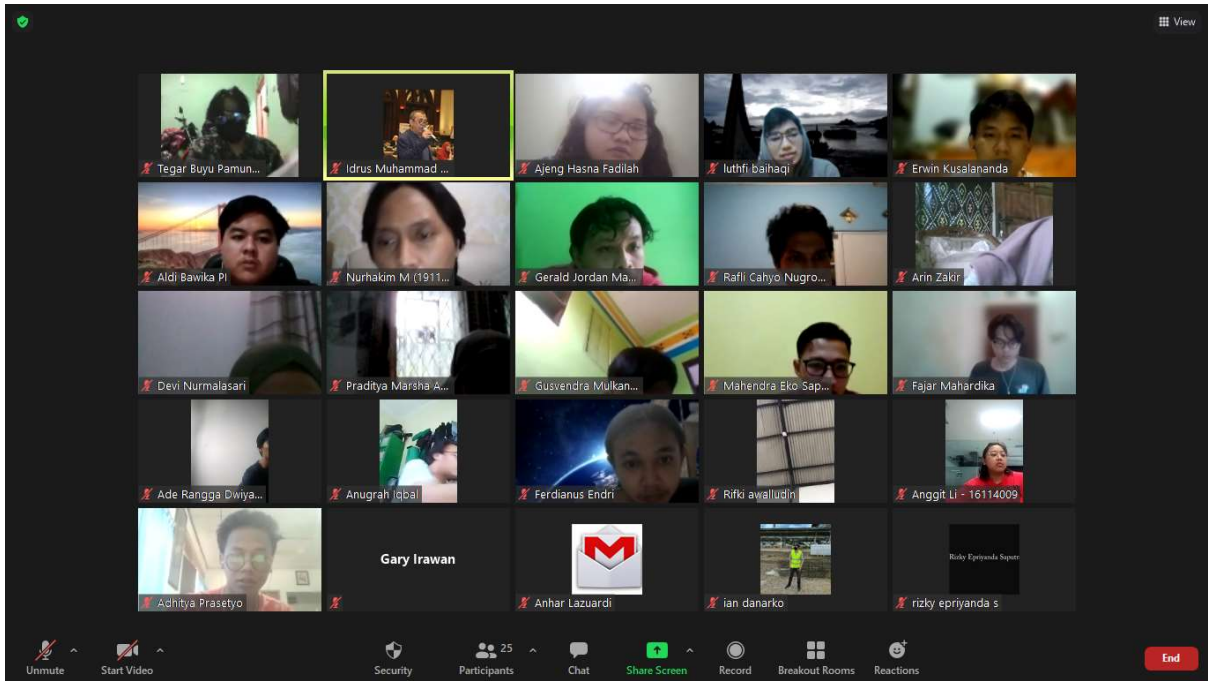 View
Tegar Buyu Pamun...
Idrus Muhammad ...
Ajeng Hasna Fadilah
luthfi baihaqi
Erwin Kusalananda
Aldi Bawika PI
Nurhakim M (1911...
Gerald Jordan Ma...
Rafli Cahyo Nugro...
Arin Zakir
Devi Nurmalasari
Praditya Marsha A...
Gusvendra Mulkan...
Mahendra Eko Sap...
Fajar Mahardika
Ade Rangga Dwiya...
Anugrah iqbal
Ferdianus Endri
Rifki awalludin
Anggit Li - 16114009
Adhitya Prasetyo
Gary Irawan
Anhar Lazuardi
ian danarko
Rizky Epriyanda Saputr
rizky epriyanda s
Unmute
Start Video
Security
25
Participants
Chat
Share Screen
Record
Breakout Rooms
Reactions
End